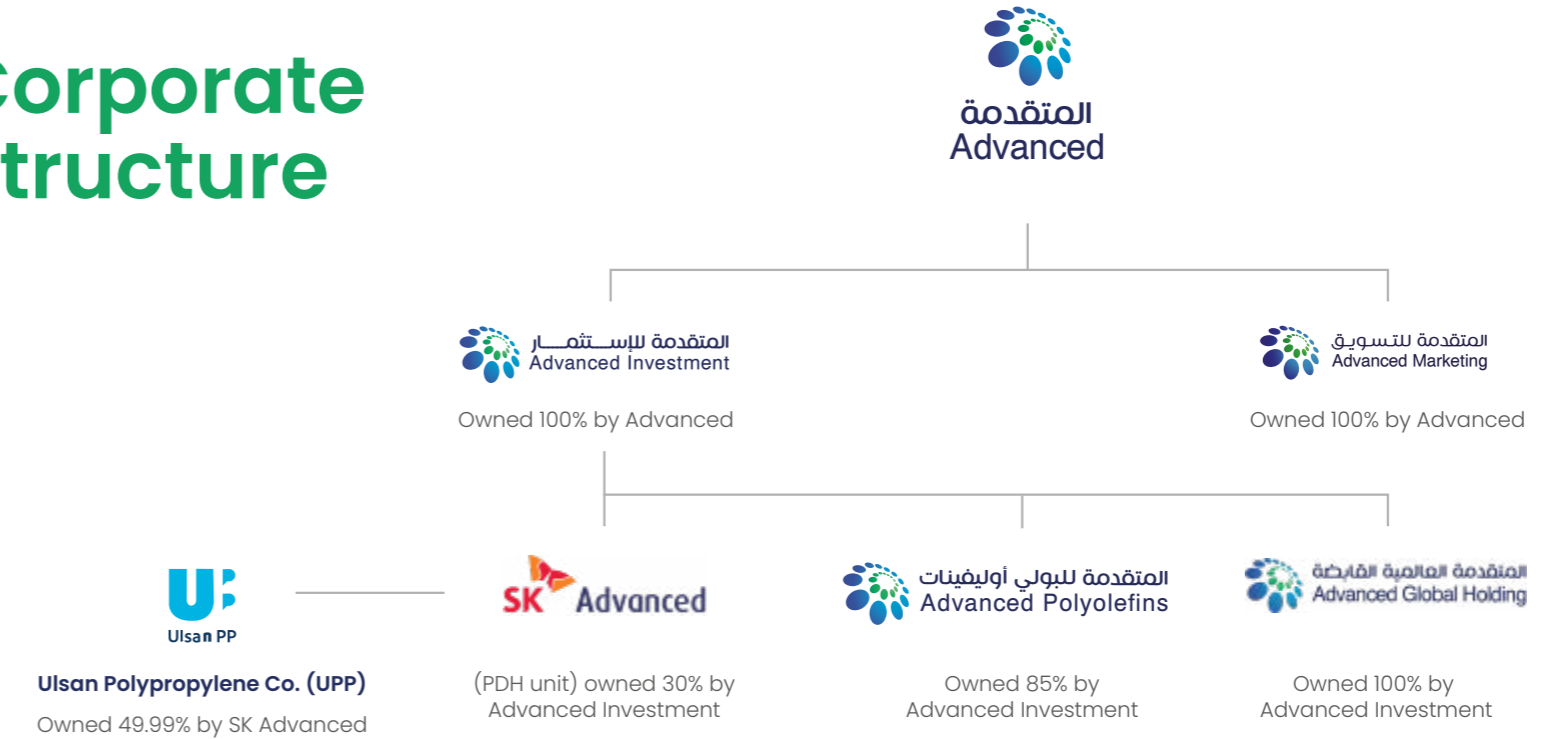 Corporate
tructure
المتقدمة
Advanced
المتقدمة للإســـتثمـــــار
Advanced Investment
Owned 100% by Advanced
المتقدمة للتسويـق
Advanced Marketing
Owned 100% by Advanced
Ulsan PP
Ulsan Polypropylene Co. (UPP)
Owned 49.99% by SK Advanced
SK Advanced
(PDH unit) owned 30% by
Advanced Investment
المتقدمة للبولي أوليفينات
Advanced Polyolefins
Owned 85% by
Advanced Investment
المتقدمة العالمية القابضة
Advanced Global Holding
Owned 100% by
Advanced Investment